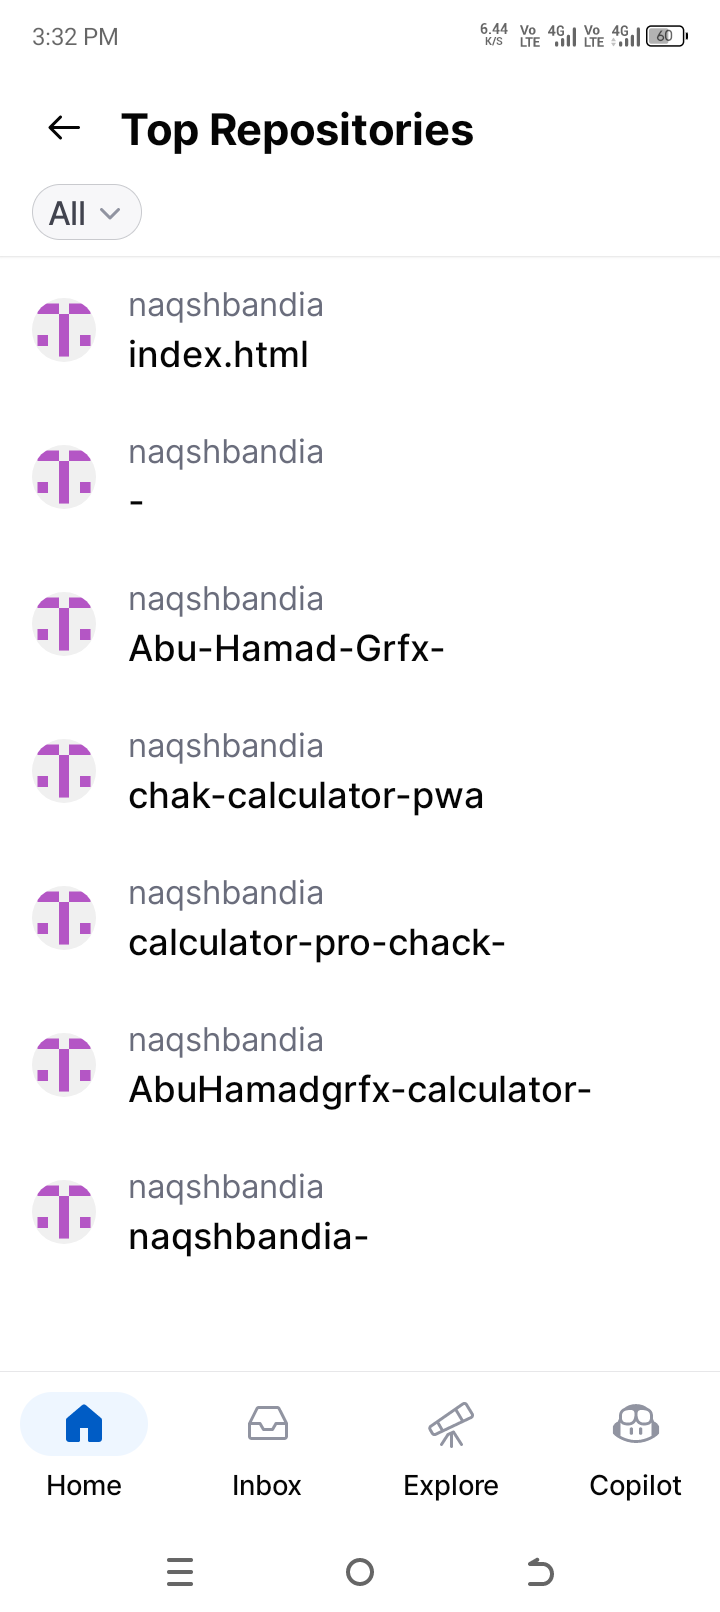 3:32 PM
6.44 K/S Vo LTE 4G Vo LTE 4G 60
Top Repositories
All
naqshbandia
index.html
naqshbandia
-
naqshbandia
Abu-Hamad-Grfx-
naqshbandia
chak-calculator-pwa
naqshbandia
calculator-pro-chack-
naqshbandia
AbuHamadgrfx-calculator-
naqshbandia
naqshbandia-
Home Inbox Explore Copilot